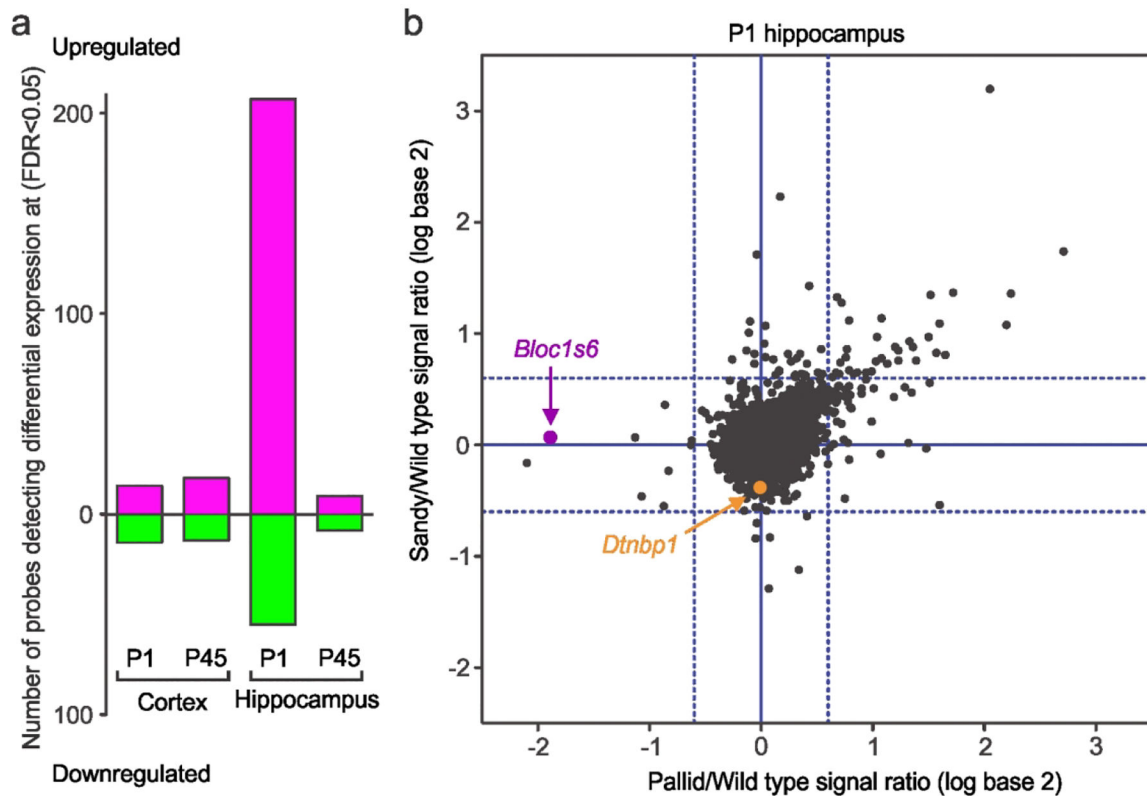 a
Upregulated
Number of probes detecting differential expression at (FDR<0.05)
200
100
0
100
P1 P45 P1 P45
Cortex Hippocampus
Downregulated
b
P1 hippocampus
Sandy/Wild type signal ratio (log base 2)
3
2
1
0
-1
-2
Bloc1s6
Dtnbp1
-2 -1 0 1 2 3
Pallid/Wild type signal ratio (log base 2)